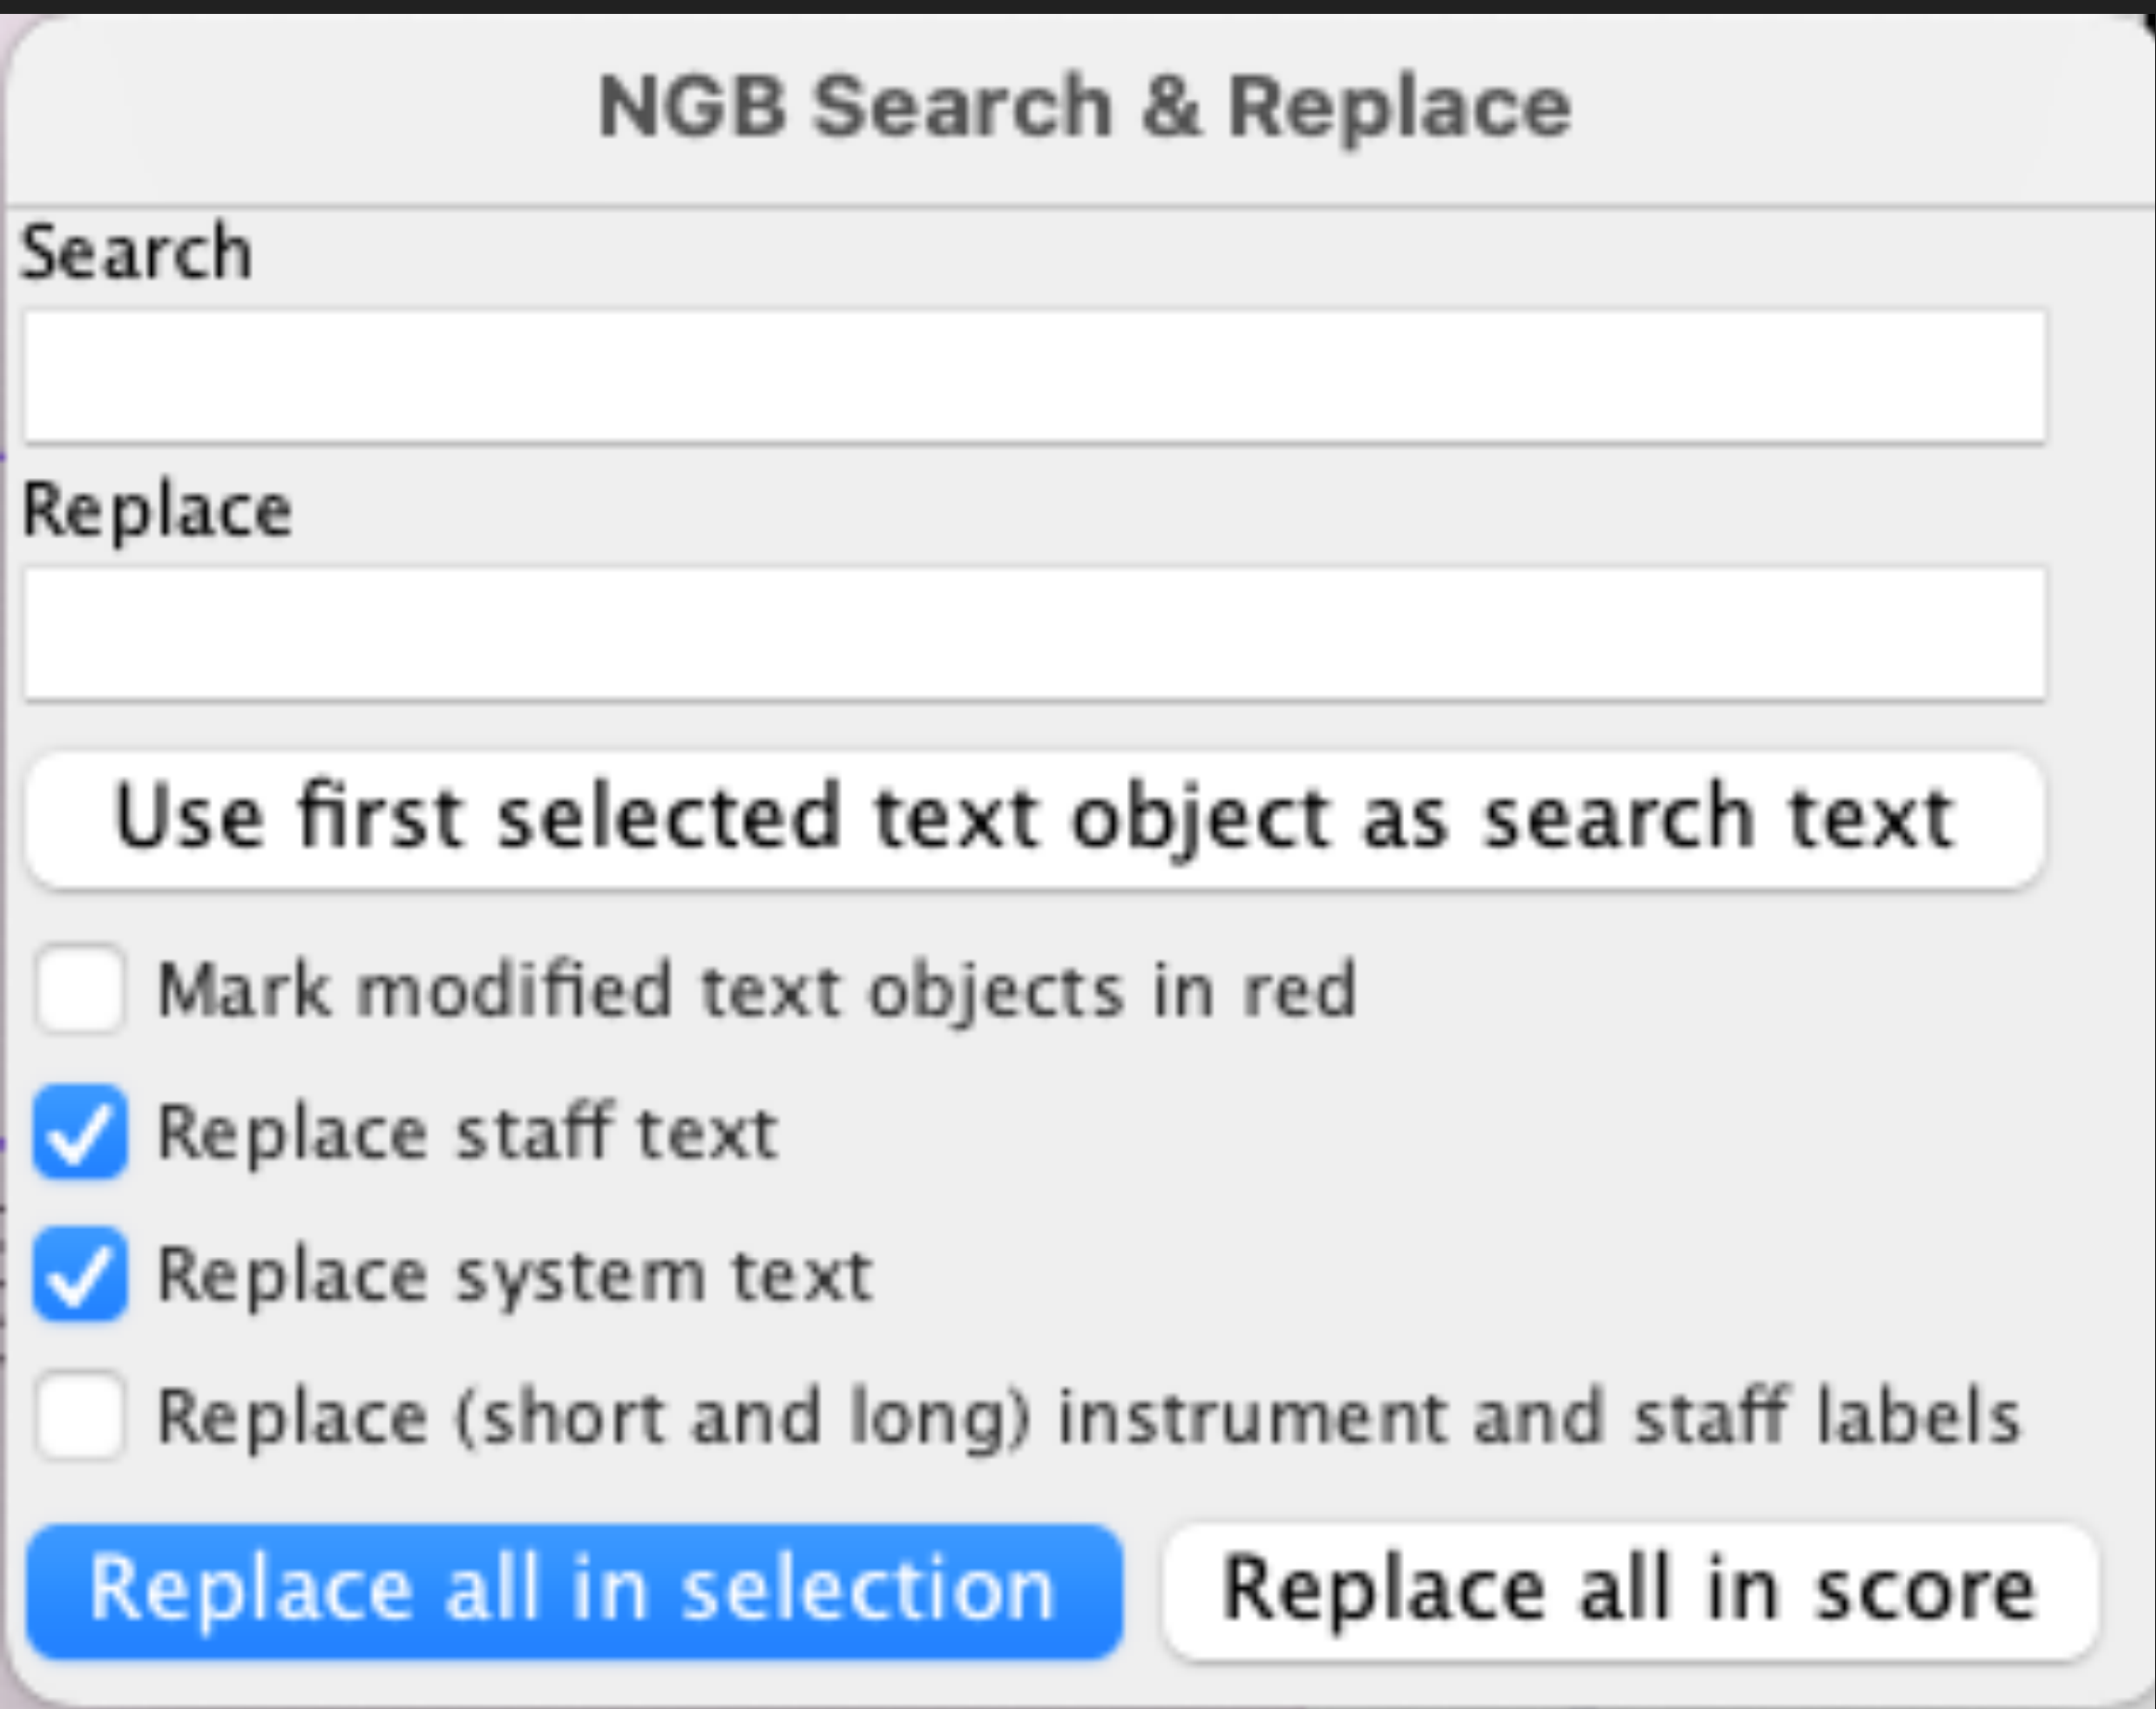 NGB Search & Replace
Search
Replace
Use first selected text object as search text
Mark modified text objects in red
Replace staff text
Replace system text
Replace (short and long) instrument and staff labels
Replace all in selection Replace all in score